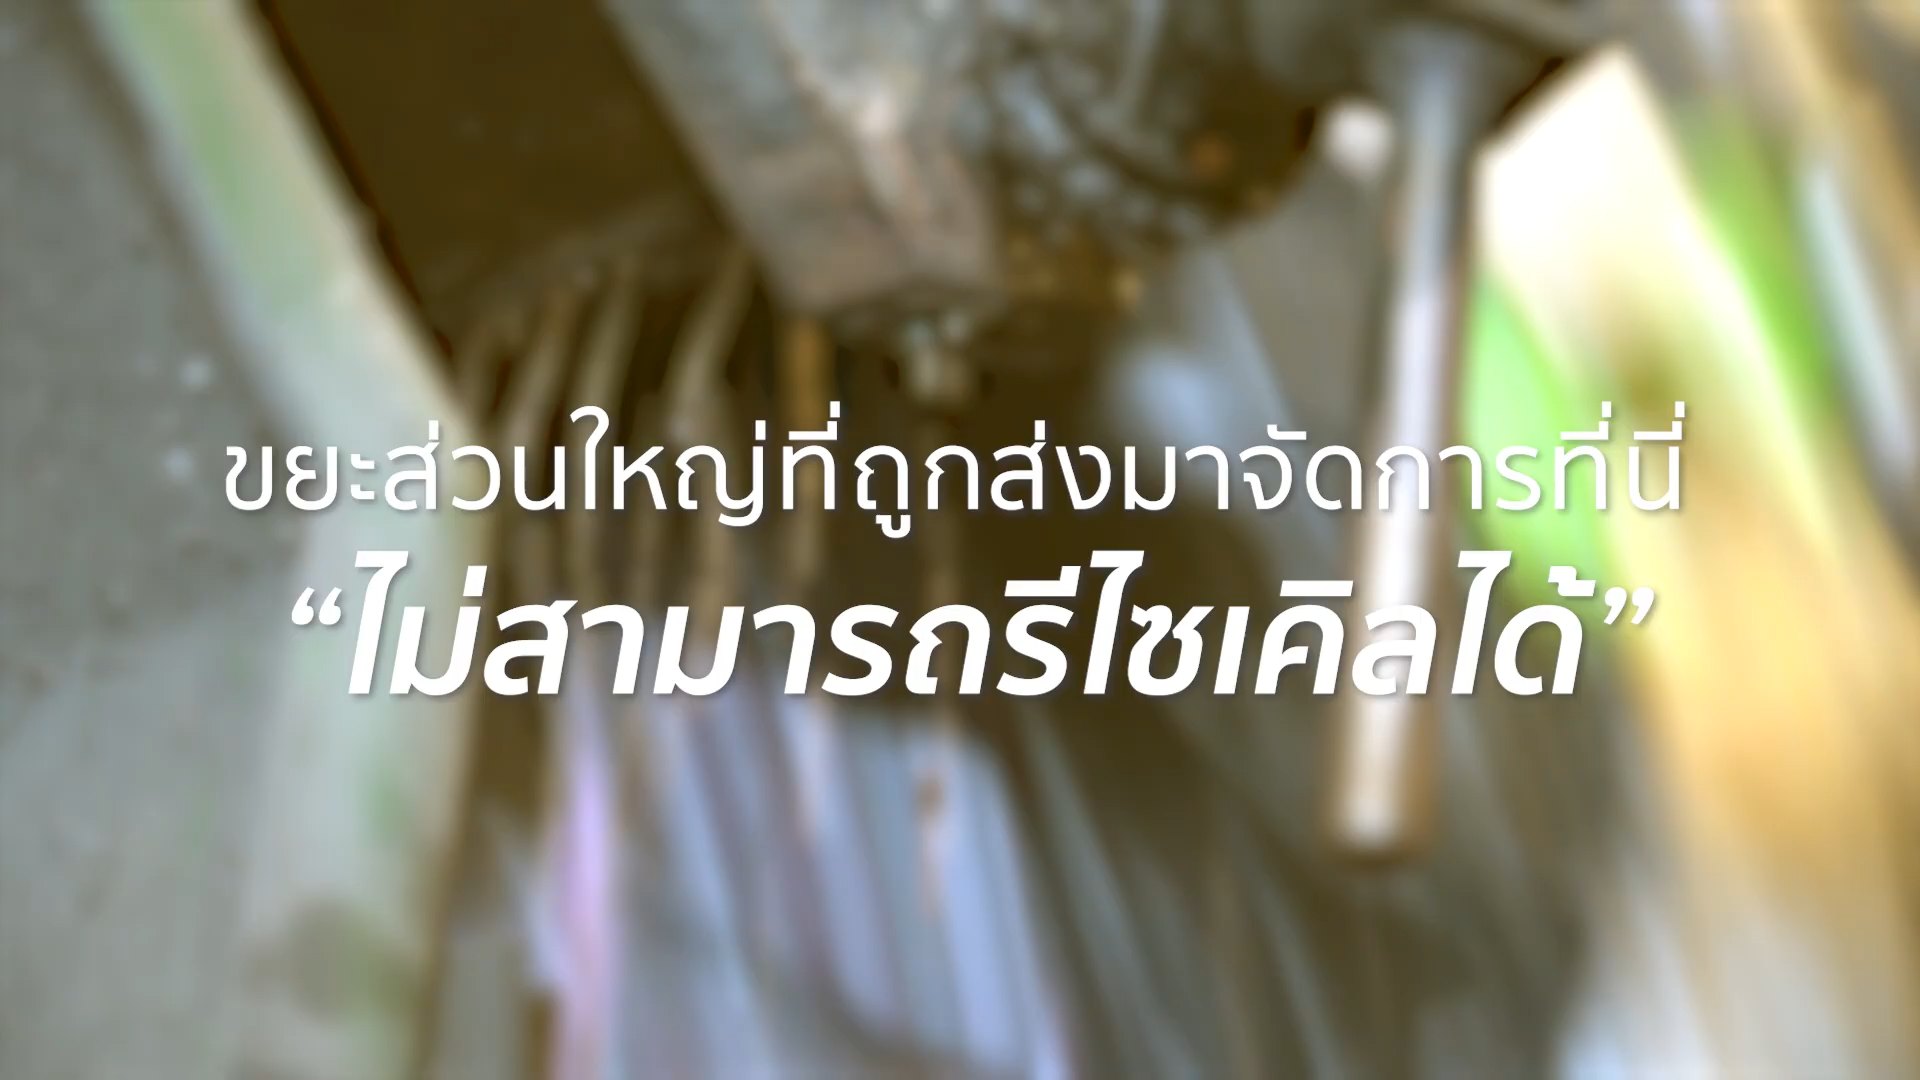 ขยะส่วนใหญ่ที่ถูกส่งมาจัดการที่นี่
“ไม่สามารถรีไซเคิลได้”